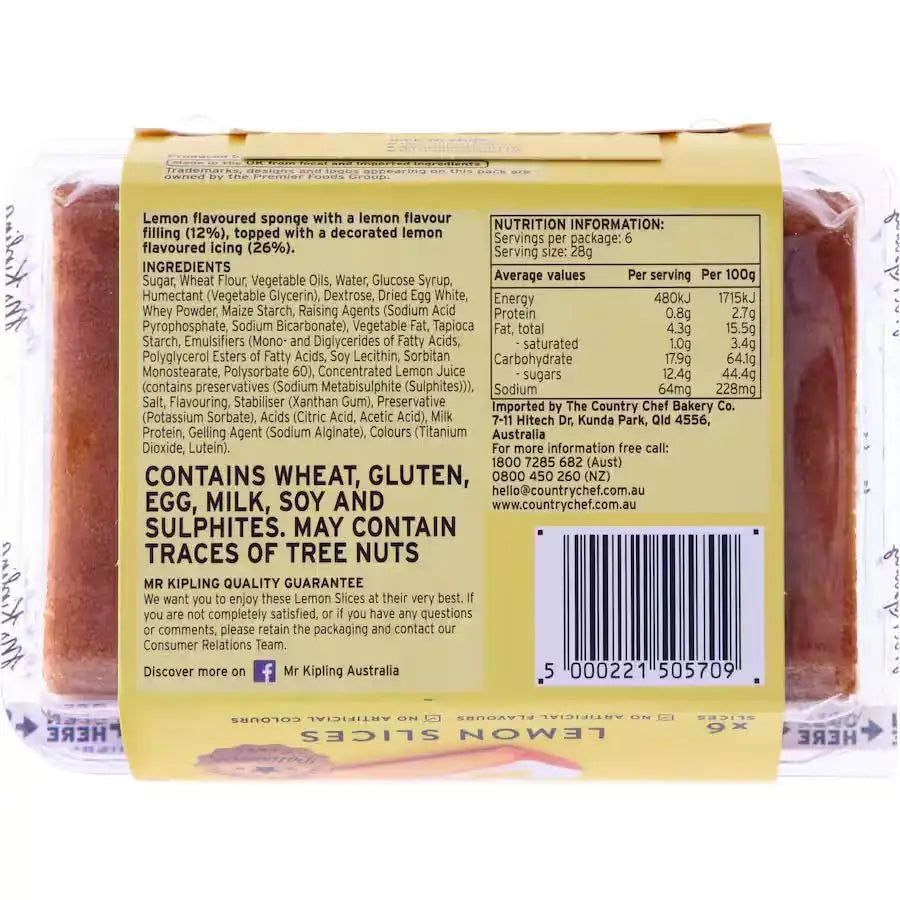 Produced b
Made in the UK from local and imported ingredients
Trademarks, designs and logos appearing on this pack are
owned by the Premier Foods Group.
Lemon flavoured sponge with a lemon flavour
filling (12%), topped with a decorated lemon
flavoured icing (26%).
INGREDIENTS
Sugar, Wheat Flour, Vegetable Oils, Water, Glucose Syrup,
Humectant (Vegetable Glycerin), Dextrose, Dried Egg White,
Whey Powder, Maize Starch, Raising Agents (Sodium Acid
Pyrophosphate, Sodium Bicarbonate), Vegetable Fat, Tapioca
Starch, Emulsifiers (Mono- and Diglycerides of Fatty Acids,
Polyglycerol Esters of Fatty Acids, Soy Lecithin, Sorbitan
Monostearate, Polysorbate 60), Concentrated Lemon Juice
(contains preservatives (Sodium Metabisulphite (Sulphites))),
Salt, Flavouring, Stabiliser (Xanthan Gum), Preservative
(Potassium Sorbate), Acids (Citric Acid, Acetic Acid), Milk
Protein, Gelling Agent (Sodium Alginate), Colours (Titanium
Dioxide, Lutein).
CONTAINS WHEAT, GLUTEN,
EGG, MILK, SOY AND
SULPHITES. MAY CONTAIN
TRACES OF TREE NUTS
MR KIPLING QUALITY GUARANTEE
We want you to enjoy these Lemon Slices at their very best. If
you are not completely satisfied, or if you have any questions
or comments, please retain the packaging and contact our
Consumer Relations Team.
Discover more on f Mr Kipling Australia
NUTRITION INFORMATION:
Servings per package: 6
Serving size: 28g
Average values Per serving Per 100g
Energy 480kJ 1715kJ
Protein 0.8g 2.7g
Fat, total 4.3g 15.5g
- saturated 1.0g 3.4g
Carbohydrate 17.9g 64.1g
- sugars 12.4g 44.4g
Sodium 64mg 228mg
Imported by The Country Chef Bakery Co.
7-11 Hitech Dr, Kunda Park, Qld 4556,
Australia
For more information free call:
1800 7285 682 (Aust)
0800 450 260 (NZ)
hello@countrychef.com.au
www.countrychef.com.au
5 000221 505709
x6 SLICES NO ARTIFICIAL FLAVOURS NO ARTIFICIAL COLOURS
LEMON SLICES
Mr Kipling
Mr Kipling
Mr Kipling
Mr Kipling
OPEN
HERE
OPEN
HERE